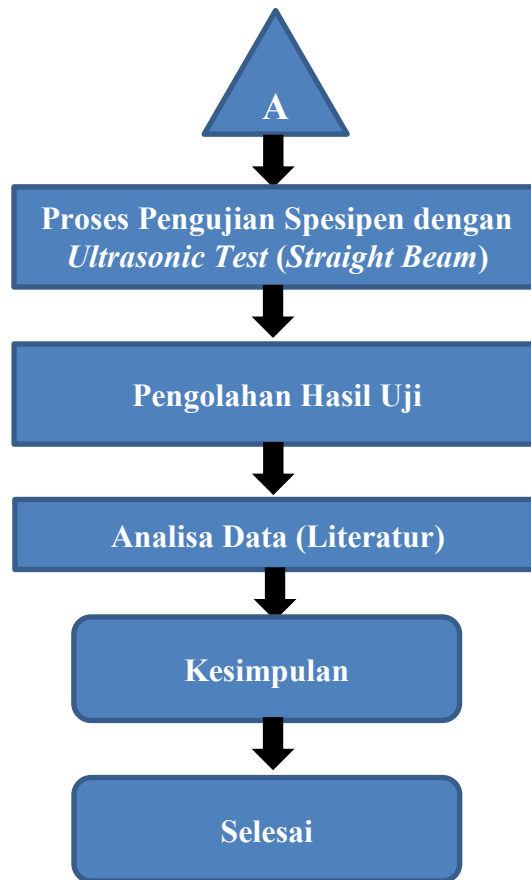 A
Proses Pengujian Spesipen dengan
Ultrasonic Test (Straight Beam)
Pengolahan Hasil Uji
Analisa Data (Literatur)
Kesimpulan
Selesai